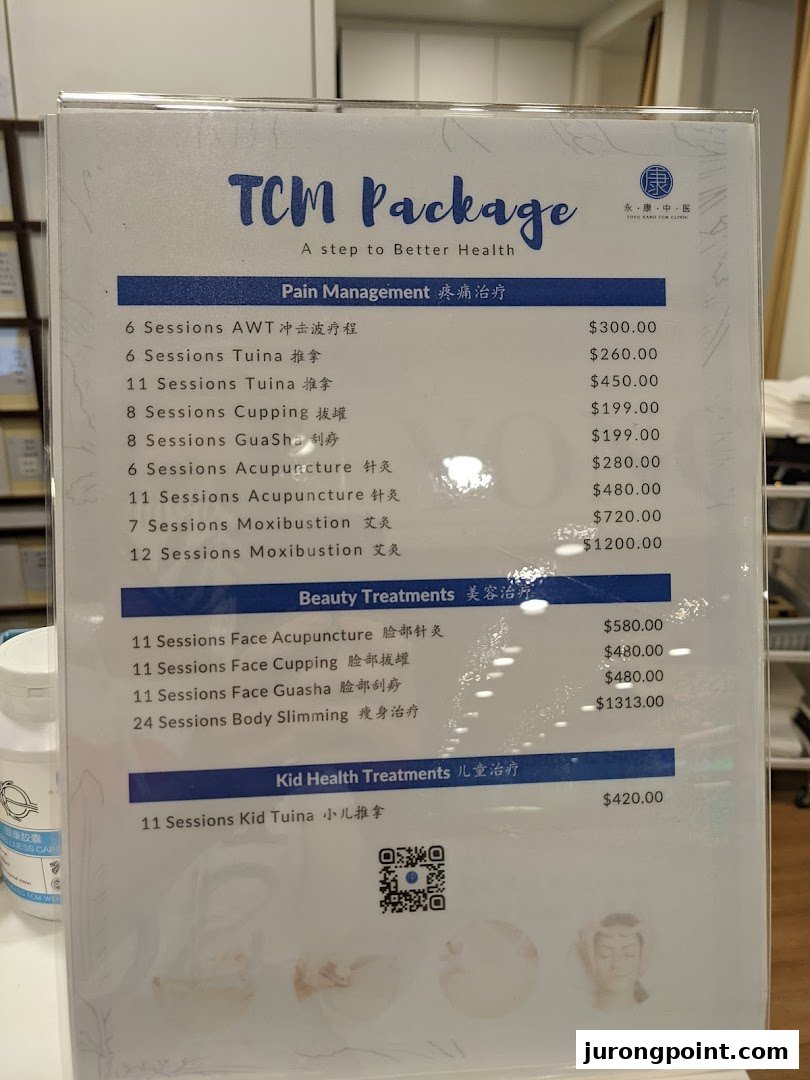 TCM Package
康
永·康·中·医
YONG KANG TCM CLINIC
A step to Better Health
Pain Management 疼痛治疗
6 Sessions AWT 冲击波疗程 $300.00
6 Sessions Tuina 推拿 $260.00
11 Sessions Tuina 推拿 $450.00
8 Sessions Cupping 拔罐 $199.00
8 Sessions GuaSha 刮痧 $199.00
6 Sessions Acupuncture 针灸 $280.00
11 Sessions Acupuncture 针灸 $480.00
7 Sessions Moxibustion 艾灸 $720.00
12 Sessions Moxibustion 艾灸 $1200.00
Beauty Treatments 美容治疗
11 Sessions Face Acupuncture 脸部针灸 $580.00
11 Sessions Face Cupping 脸部拔罐 $480.00
11 Sessions Face Guasha 脸部刮痧 $480.00
24 Sessions Body Slimming 瘦身治疗 $1313.00
Kid Health Treatments 儿童治疗
11 Sessions Kid Tuina 小儿推拿 $420.00
康胶囊
jurongpoint.com